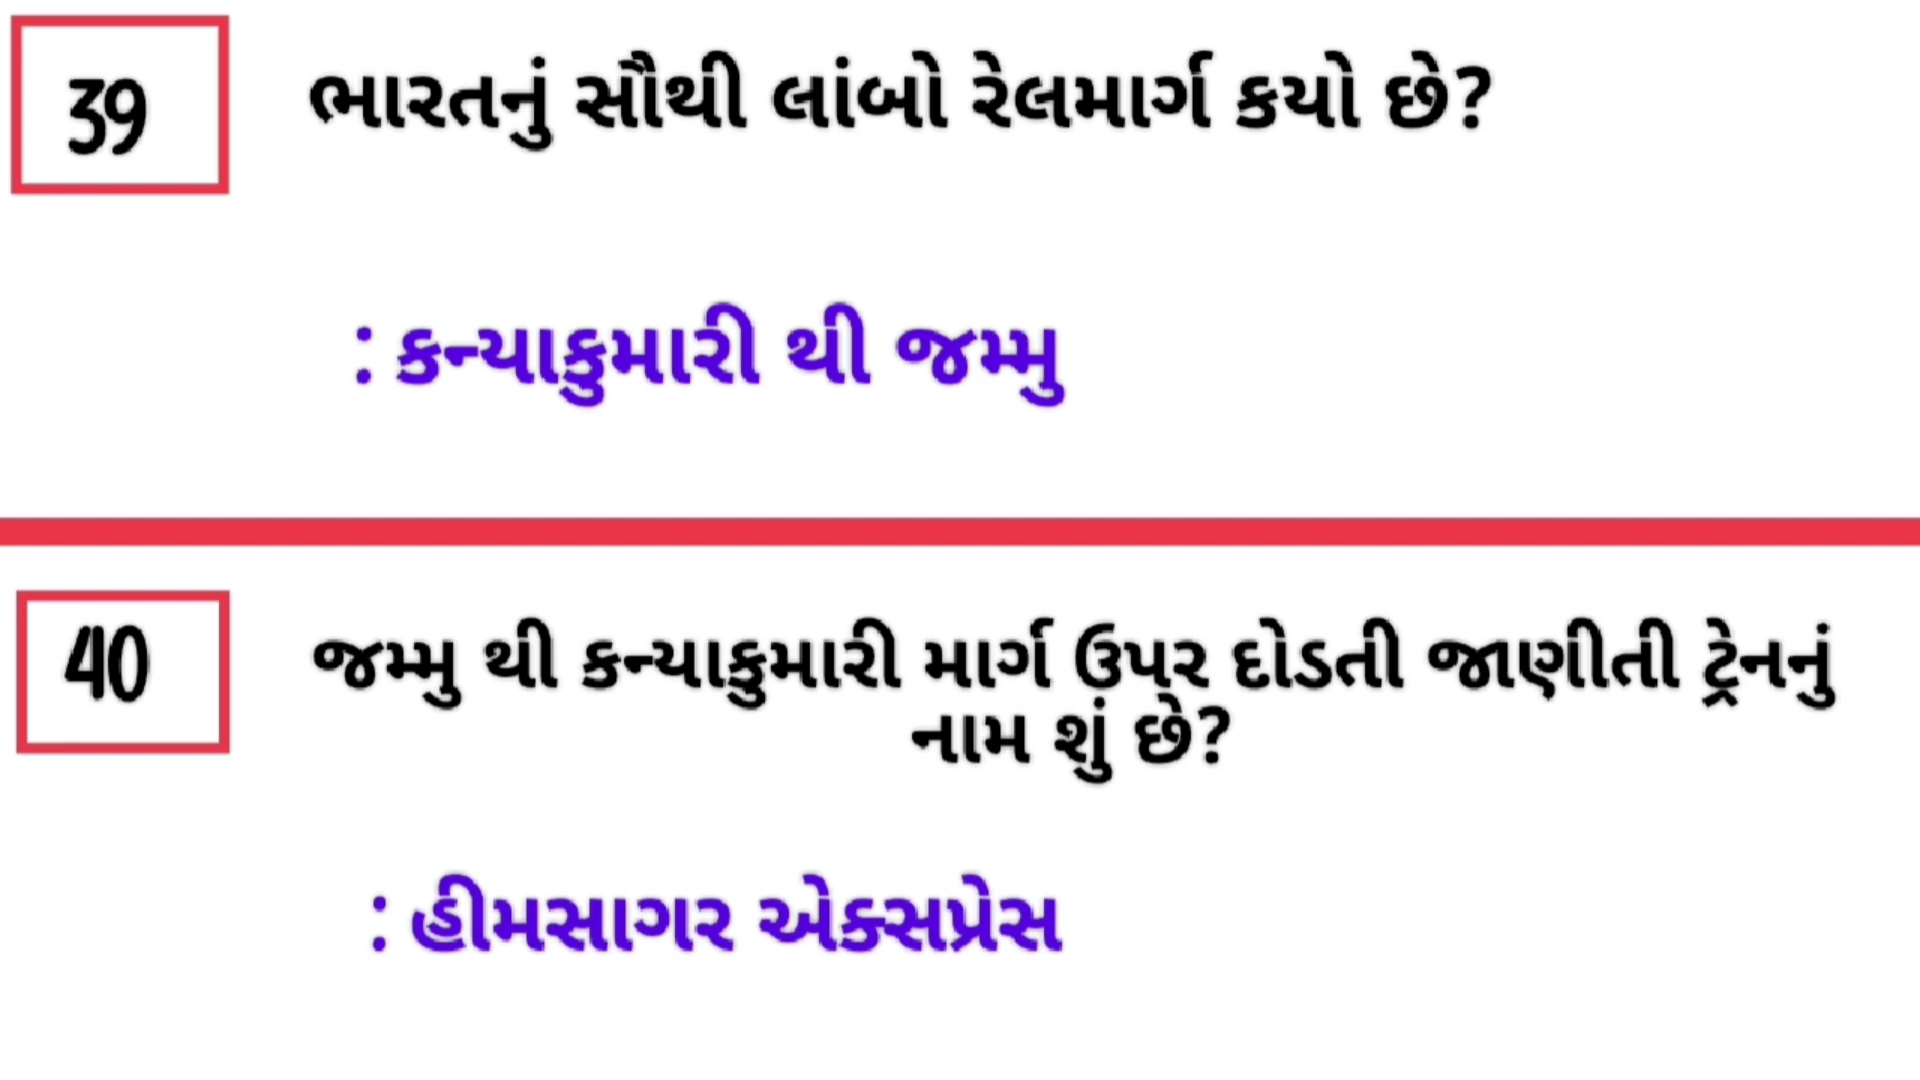 39
ભારતનું સૌથી લાંબો રેલમાર્ગ કયો છે?
: કન્યાકુમારી થી જમ્મુ
40
જમ્મુ થી કન્યાકુમારી માર્ગ ઉપર દોડતી જાણીતી ટ્રેનનું
નામ શું છે?
: હીમસાગર એક્સપ્રેસ